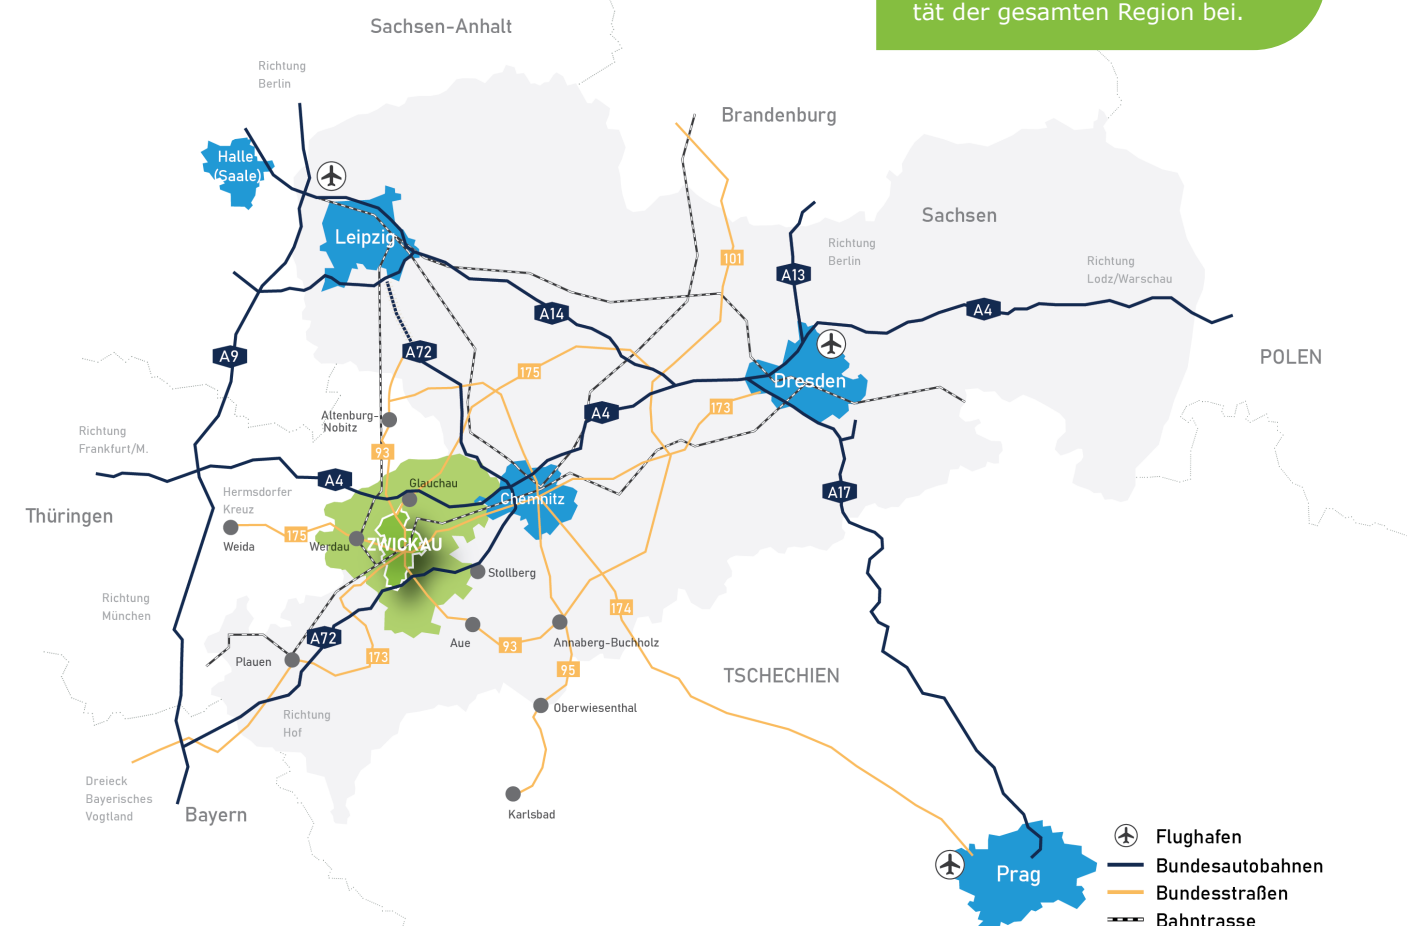 tät der gesamten Region bei.
Sachsen-Anhalt
Richtung
Berlin
Brandenburg
Halle
(Saale)
Sachsen
Leipzig
Richtung
Berlin
101
A13
Richtung
Lodz/Warschau
A14
A4
A9
A72
POLEN
175
Dresden
Altenburg-
Nobitz
A4
173
Richtung
Frankfurt/M.
93
A4
Glauchau
Hermsdorfer
Kreuz
Chemnitz
A17
Thüringen
175
Weida
Werdau
ZWICKAU
Stollberg
Richtung
München
174
A72
Aue
93
Annaberg-Buchholz
Plauen
173
95
TSCHECHIEN
Oberwiesenthal
Richtung
Hof
Dreieck
Bayerisches
Vogtland
Bayern
Karlsbad
Prag
Flughafen
Bundesautobahnen
Bundesstraßen
Bahntrasse